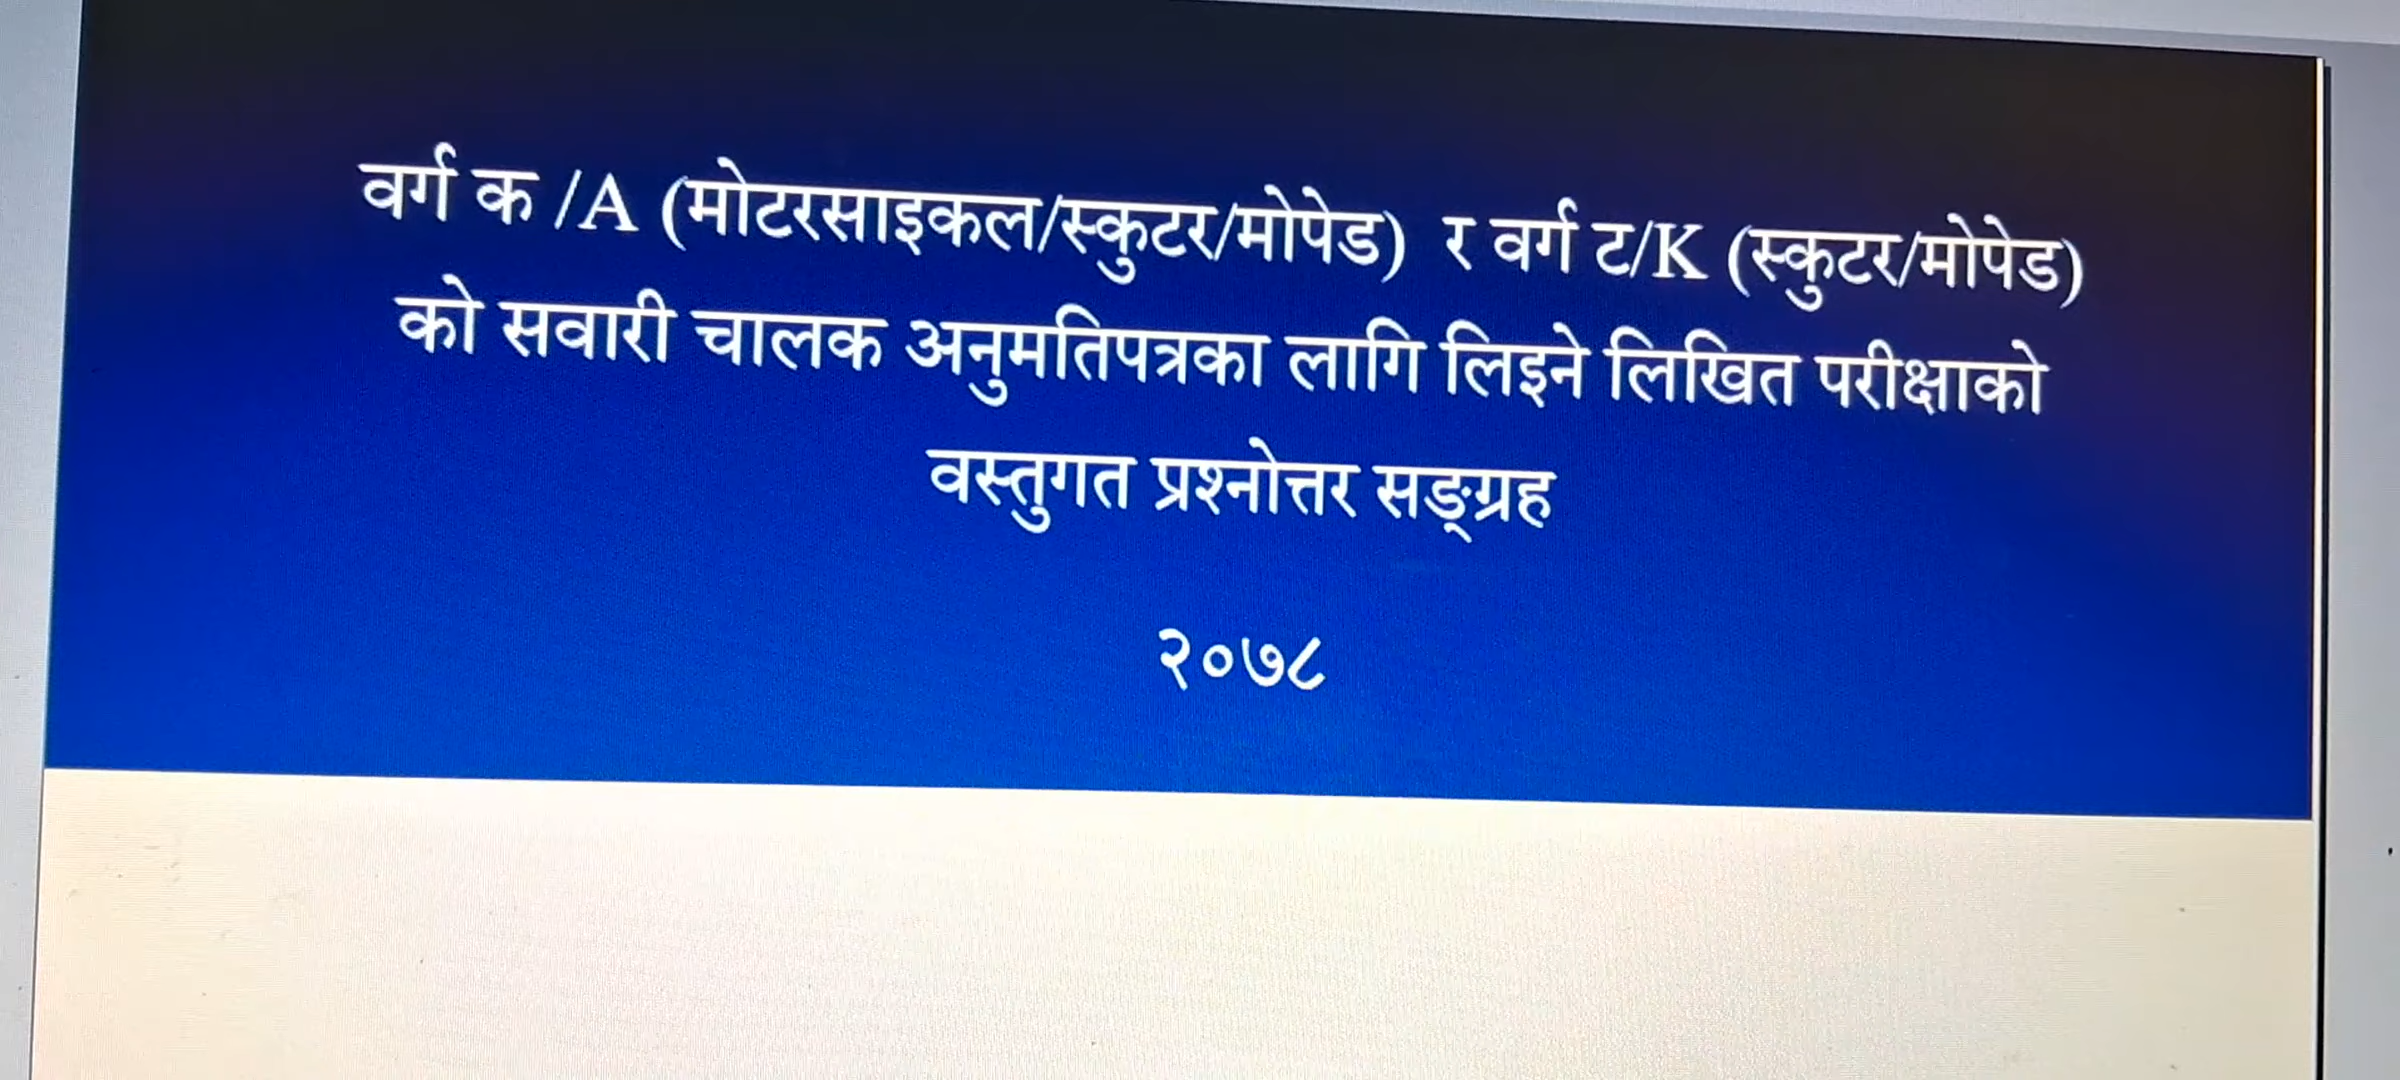 वर्ग क /A (मोटरसाइकल/स्कुटर/मोपेड) र वर्ग ट/K (स्कुटर/मोपेड)
को सवारी चालक अनुमतिपत्रका लागि लिइने लिखित परीक्षाको
वस्तुगत प्रश्नोत्तर सङ्ग्रह
२०७८